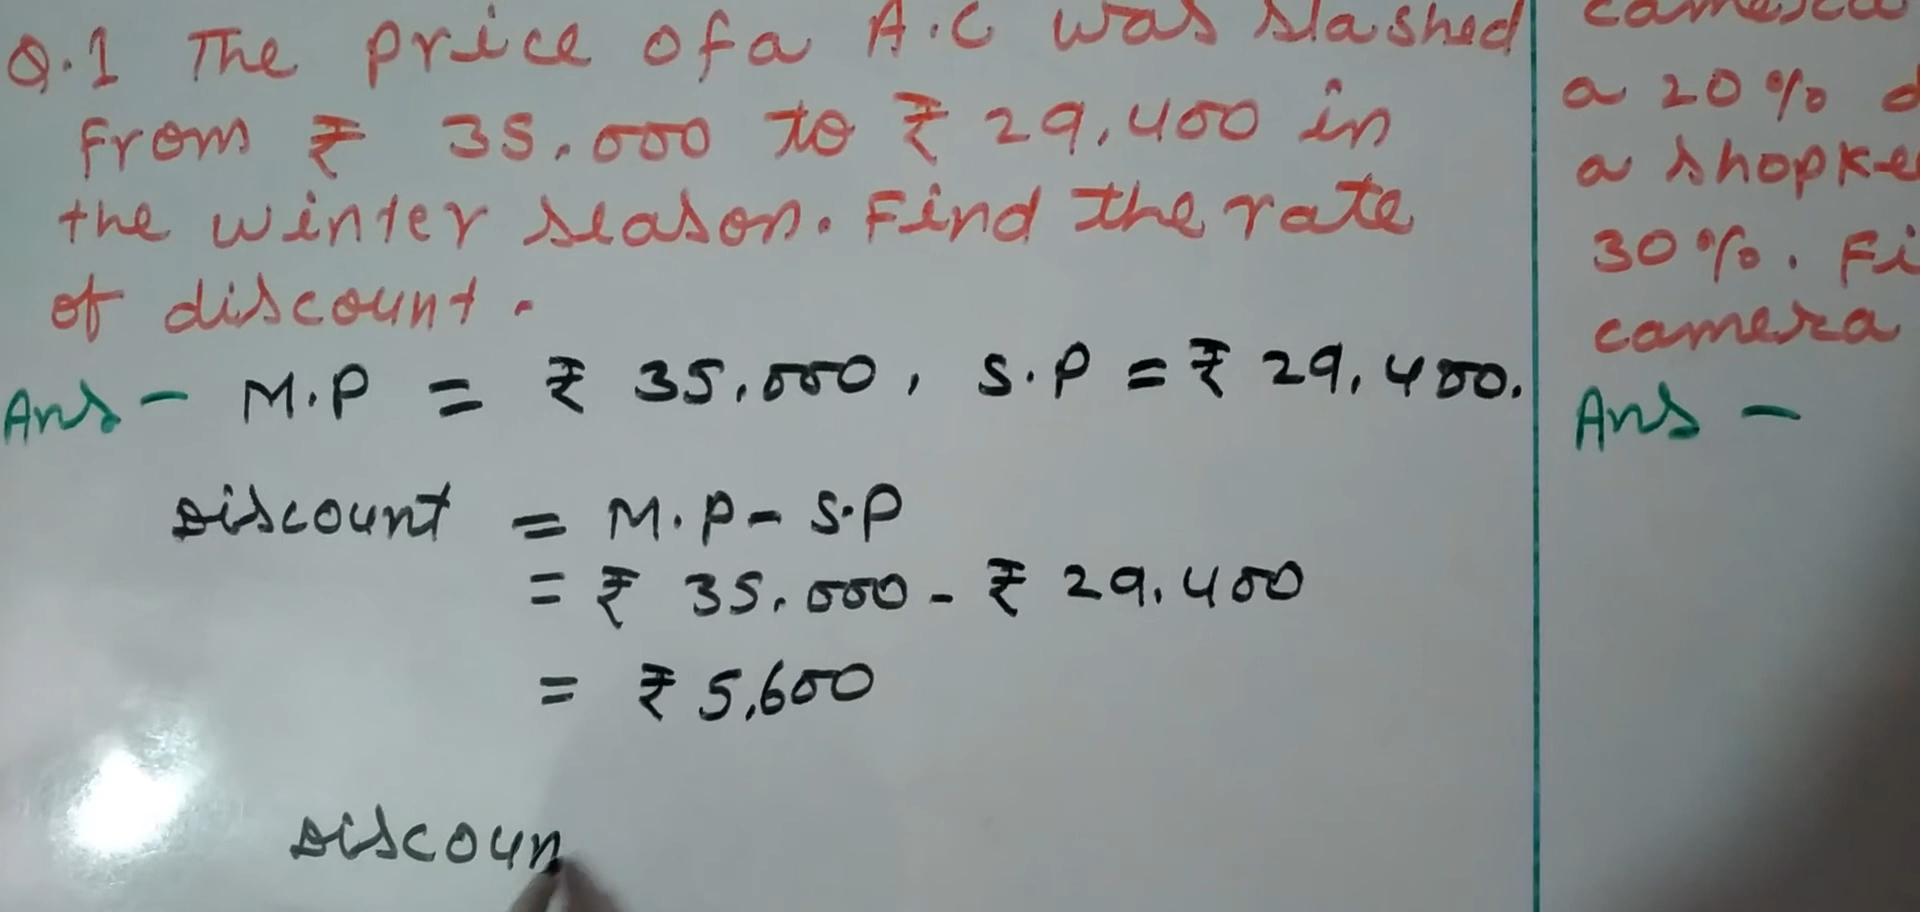 Q.1 The price of a A.C was slashed
from ₹ 35,000 to ₹ 29,400 in
the winter season. Find the rate
of discount.
Ans - M.P = ₹ 35,000, S.P = ₹ 29,400.
Discount = M.P - S.P
= ₹ 35,000 - ₹ 29,400
= ₹ 5,600
Discoun
a 20% d
a shopke
30%. Fi
camera
Ans -